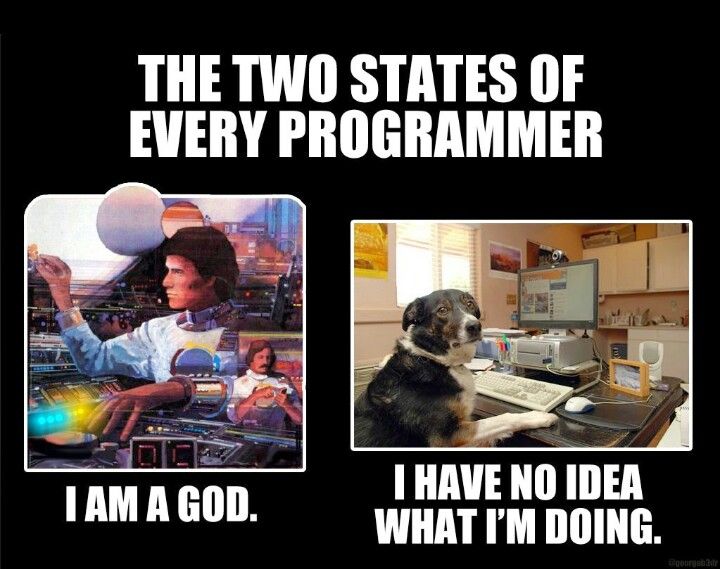 THE TWO STATES OF
EVERY PROGRAMMER
I AM A GOD.
I HAVE NO IDEA
WHAT I'M DOING.